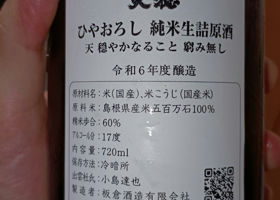 天穏
ひやおろし 純米生詰原酒
天 穏やかなること 窮み無し
令和6年度醸造
原材料名:米(国産)、米こうじ(国産米)
原料米:島根県産米五百万石100%
精米歩合:60%
アルコール分:17度
内容量:720ml
保存方法:冷暗所
出雲杜氏:小島達也
製造者:板倉酒造有限会社